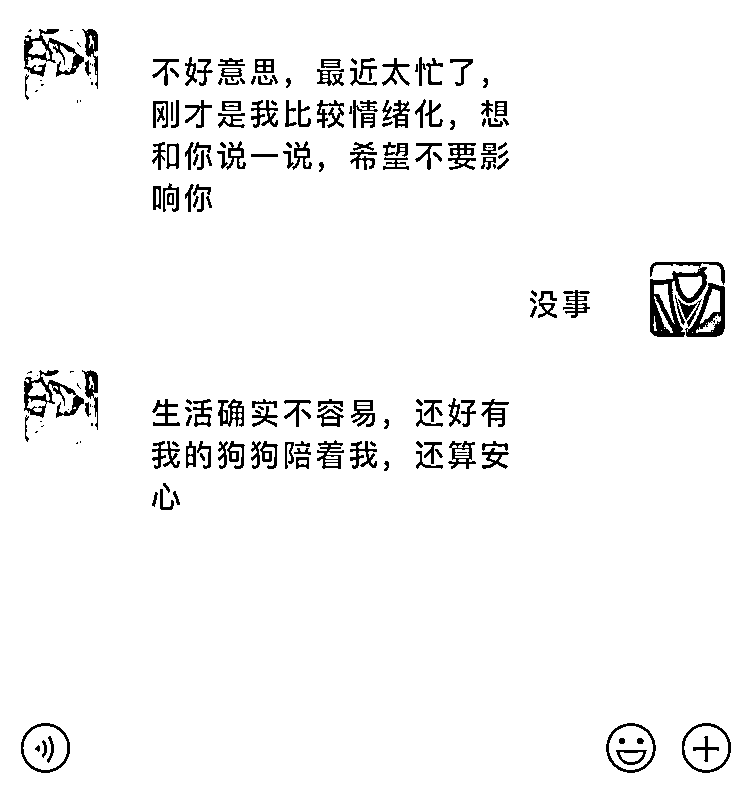 不好意思，最近太忙了，
刚才是我比较情绪化，想
和你说一说，希望不要影
响你
没事
生活确实不容易，还好有
我的狗狗陪着我，还算安
心